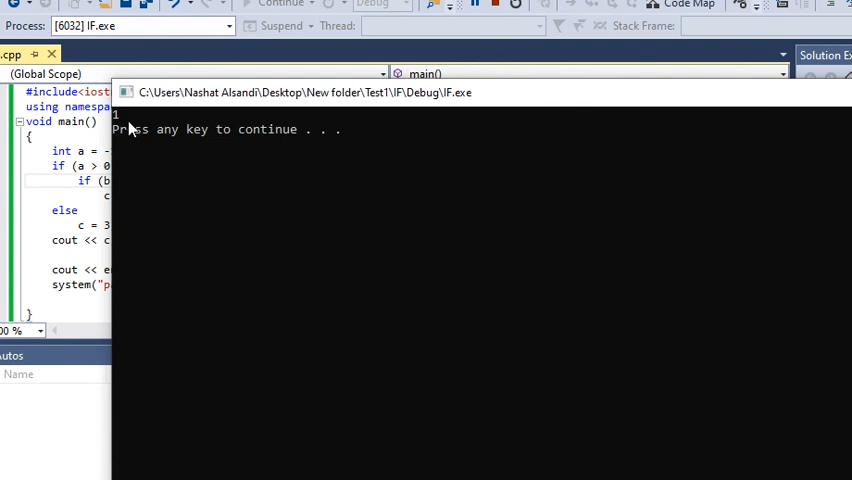 Continue Debug Code Map
Process: [6032] IF.exe Suspend Thread: Stack Frame:
.cpp Solution Ex
(Global Scope) main()
C:\Users\Nashat Alsandi\Desktop\New folder\Test1\IF\Debug\IF.exe
#include<iost
using namespa
void main()
{
int a = -
if (a > 0
if (b
c
else
c = 3
cout << c
cout << e
system("p
}
1
Press any key to continue . . .
00 %
Autos
Name